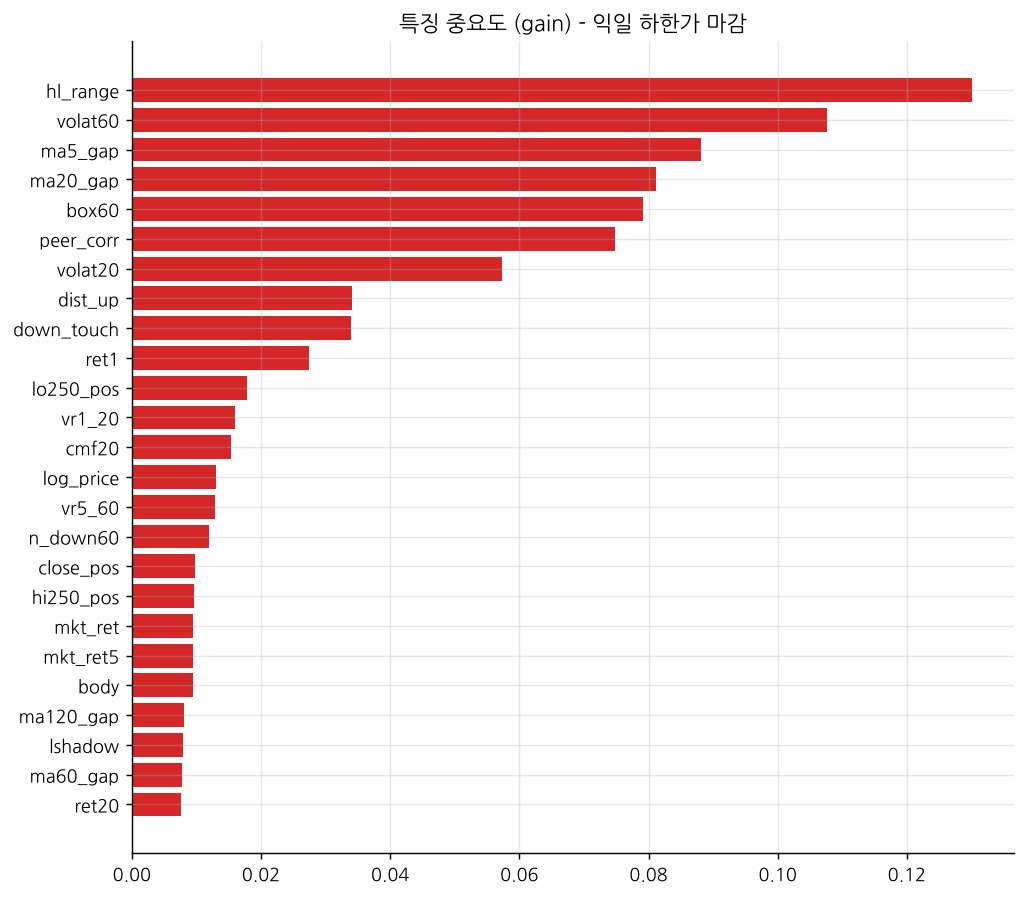 특징 중요도 (gain) - 익일 하한가 마감
hl_range
volat60
ma5_gap
ma20_gap
box60
peer_corr
volat20
dist_up
down_touch
ret1
lo250_pos
vr1_20
cmf20
log_price
vr5_60
n_down60
close_pos
hi250_pos
mkt_ret
mkt_ret5
body
ma120_gap
lshadow
ma60_gap
ret20
0.00 0.02 0.04 0.06 0.08 0.10 0.12